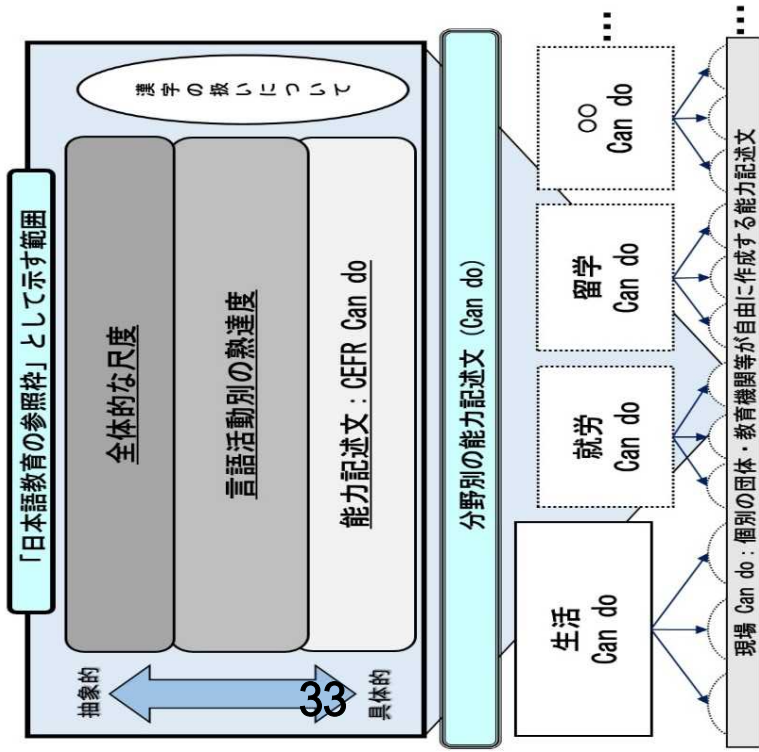 「日本語教育の参照枠」として示す範囲
抽象的
具体的
全体的な尺度
言語活動別の熟達度
能力記述文：CEFR Can do
漢字の扱いについて
分野別の能力記述文 (Can do)
生活
Can do
就労
Can do
留学
Can do
○○
Can do
…
現場 Can do：個別の団体・教育機関等が自由に作成する能力記述文
…
33